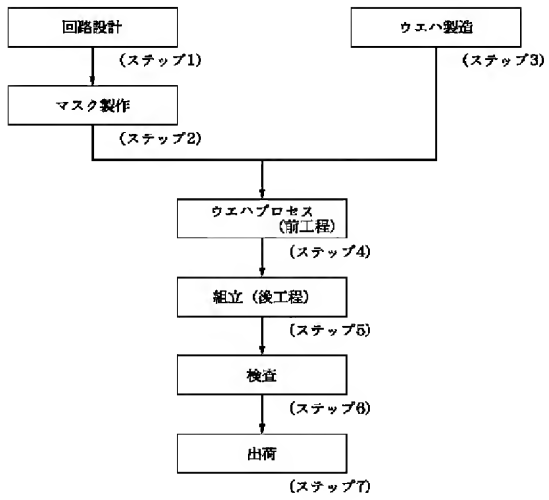 回路設計
(ステップ1)
ウエハ製造
(ステップ3)
マスク製作
(ステップ2)
ウエハプロセス
(前工程)
(ステップ4)
組立(後工程)
(ステップ5)
検査
(ステップ6)
出荷
(ステップ7)